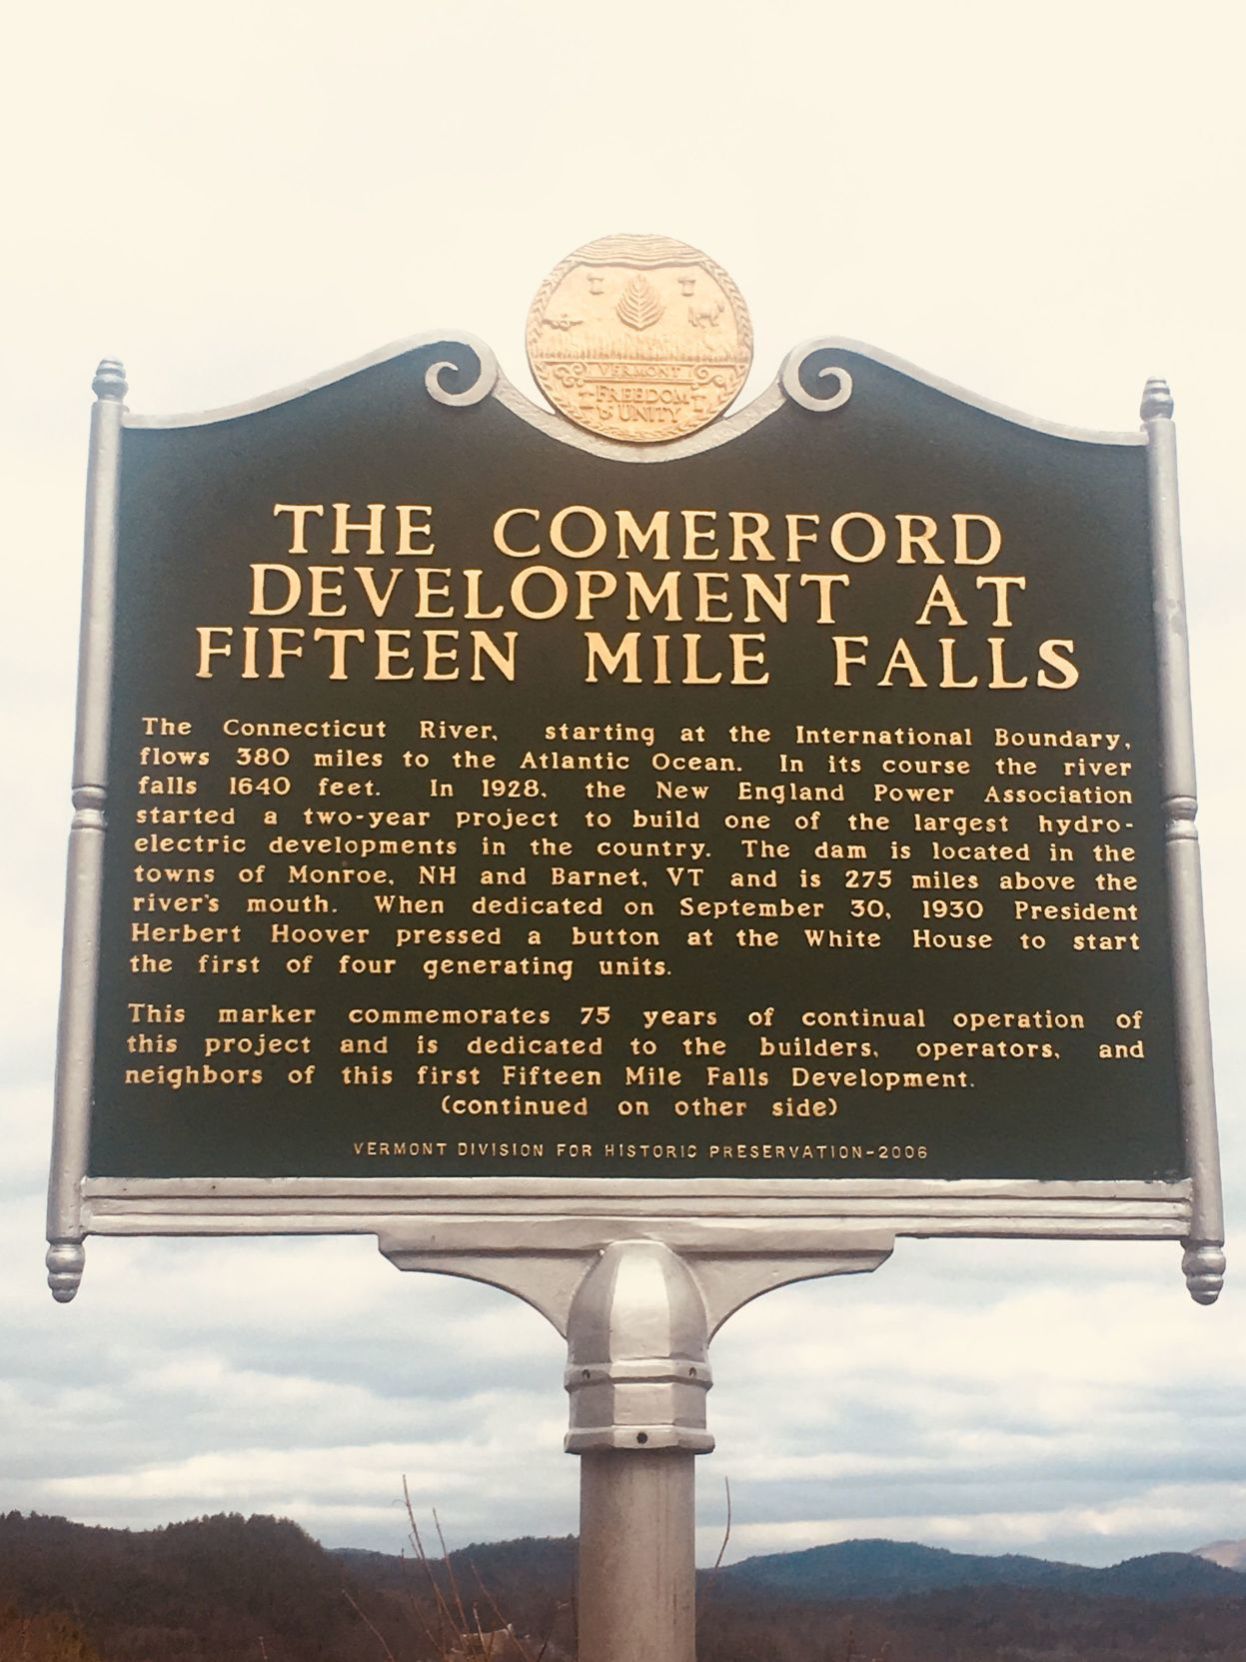 VERMONT
FREEDOM
& UNITY
THE COMERFORD
DEVELOPMENT AT
FIFTEEN MILE FALLS
The Connecticut River, starting at the International Boundary,
flows 380 miles to the Atlantic Ocean. In its course the river
falls 1640 feet. In 1928, the New England Power Association
started a two-year project to build one of the largest hydro-
electric developments in the country. The dam is located in the
towns of Monroe, NH and Barnet, VT and is 275 miles above the
river's mouth. When dedicated on September 30, 1930 President
Herbert Hoover pressed a button at the White House to start
the first of four generating units.
This marker commemorates 75 years of continual operation of
this project and is dedicated to the builders, operators, and
neighbors of this first Fifteen Mile Falls Development.
(continued on other side)
VERMONT DIVISION FOR HISTORIC PRESERVATION-2006